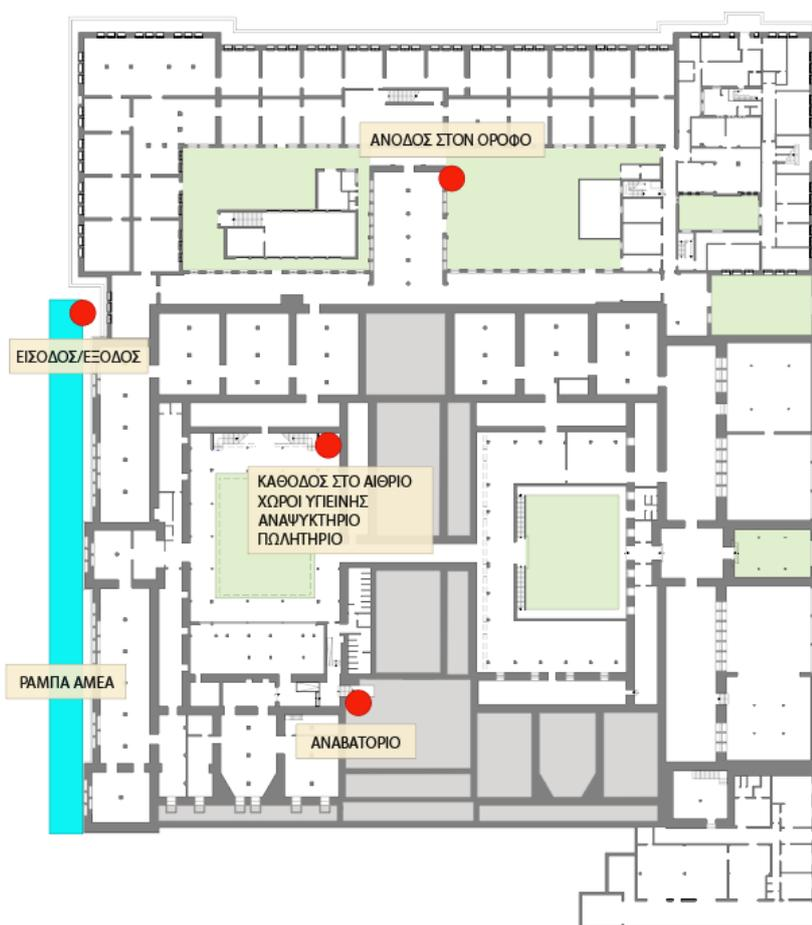 ΑΝΟΔΟΣ ΣΤΟΝ ΟΡΟΦΟ
ΕΙΣΟΔΟΣ/ΕΞΟΔΟΣ
ΚΑΘΟΔΟΣ ΣΤΟ ΑΙΘΡΙΟ
ΧΩΡΟΙ ΥΓΙΕΙΝΗΣ
ΑΝΑΨΥΚΤΗΡΙΟ
ΠΩΛΗΤΗΡΙΟ
ΡΑΜΠΑ ΑΜΕΑ
ΑΝΑΒΑΤΟΡΙΟ